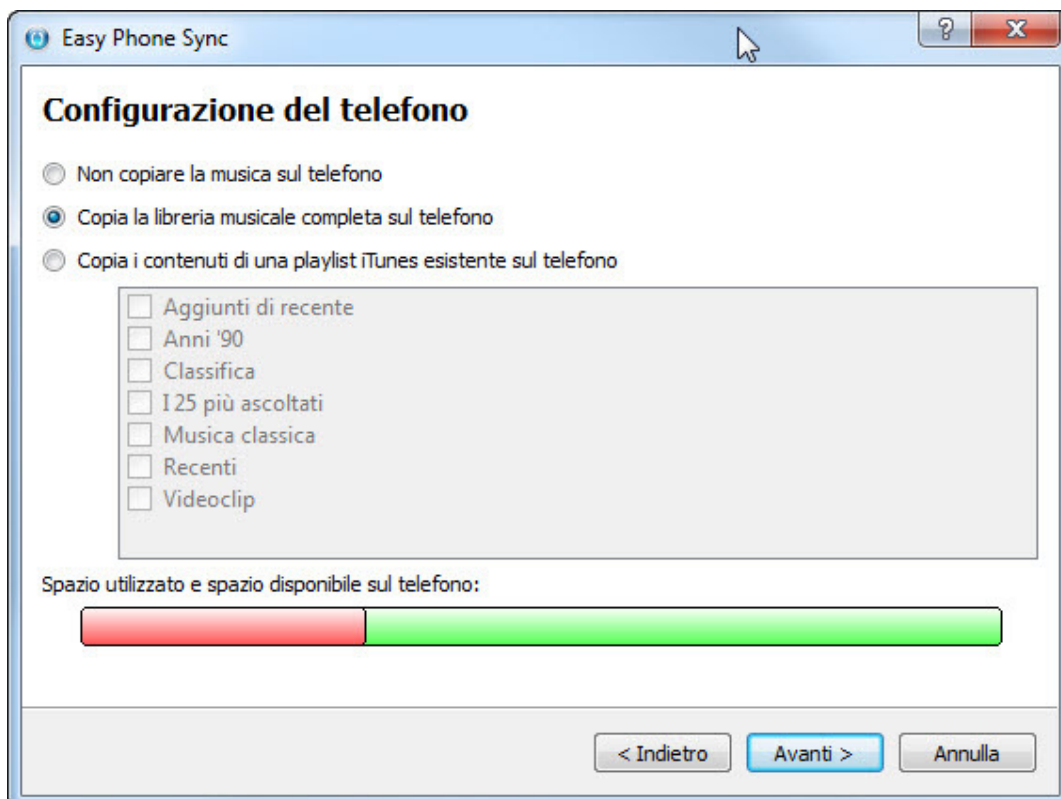 Easy Phone Sync
Configurazione del telefono
Non copiare la musica sul telefono
Copia la libreria musicale completa sul telefono
Copia i contenuti di una playlist iTunes esistente sul telefono
Aggiunti di recente
Anni '90
Classifica
I 25 più ascoltati
Musica classica
Recenti
Videoclip
Spazio utilizzato e spazio disponibile sul telefono:
< Indietro
Avanti >
Annulla